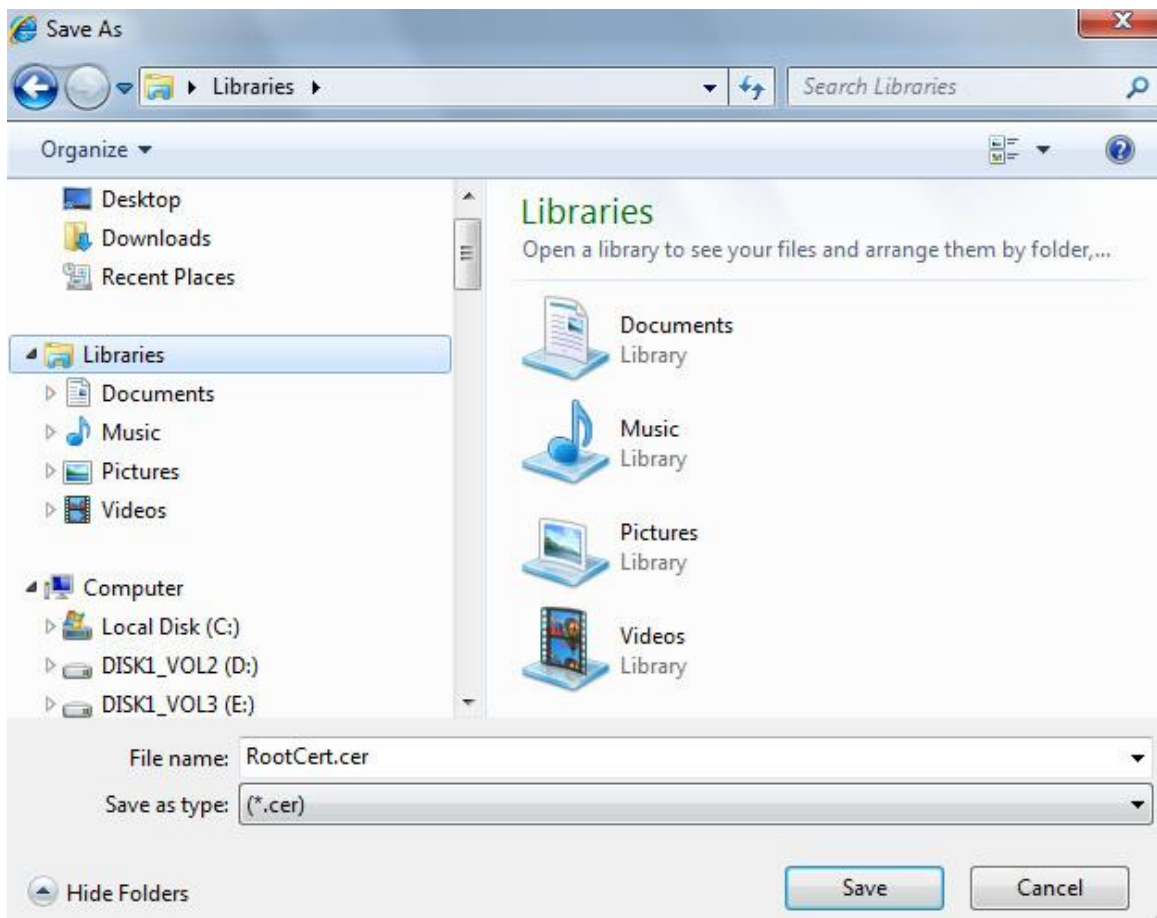 Save As
Libraries
Search Libraries
Organize
Desktop
Downloads
Recent Places
Libraries
Documents
Music
Pictures
Videos
Computer
Local Disk (C:)
DISK1_VOL2 (D:)
DISK1_VOL3 (E:)
Libraries
Open a library to see your files and arrange them by folder,...
Documents
Library
Music
Library
Pictures
Library
Videos
Library
File name: RootCert.cer
Save as type: (*.cer)
Hide Folders
Save
Cancel